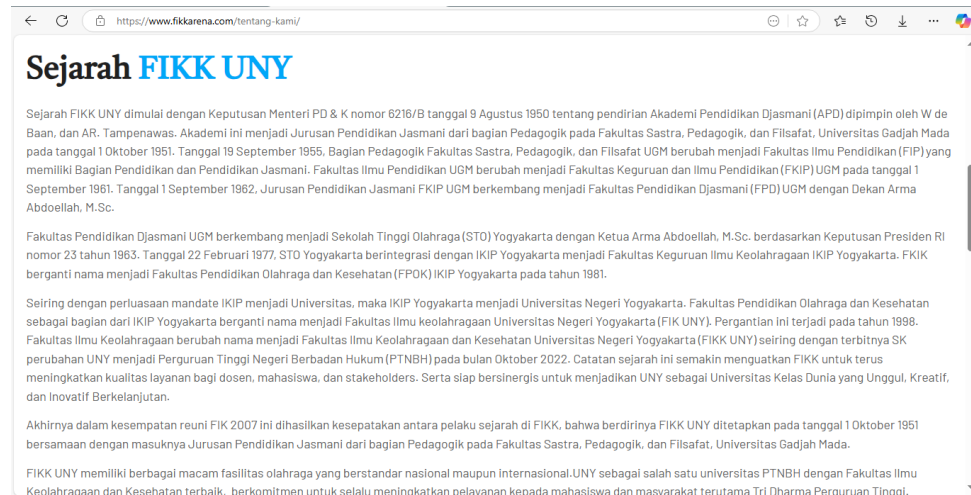 https://www.fikkarena.com/tentang-kami/
Sejarah FIKK UNY
Sejarah FIKK UNY dimulai dengan Keputusan Menteri PD & K nomor 6216/B tanggal 9 Agustus 1950 tentang pendirian Akademi Pendidikan Djasmani (APD) dipimpin oleh W de
Baan, dan AR. Tampenawas. Akademi ini menjadi Jurusan Pendidikan Jasmani dari bagian Pedagogik pada Fakultas Sastra, Pedagogik, dan Filsafat, Universitas Gadjah Mada
pada tanggal 1 Oktober 1951. Tanggal 19 September 1955, Bagian Pedagogik Fakultas Sastra, Pedagogik, dan Filsafat UGM berubah menjadi Fakultas Ilmu Pendidikan (FIP) yang
memiliki Bagian Pendidikan dan Pendidikan Jasmani. Fakultas Ilmu Pendidikan UGM berubah menjadi Fakultas Keguruan dan Ilmu Pendidikan (FKIP) UGM pada tanggal 1
September 1961. Tanggal 1 September 1962, Jurusan Pendidikan Jasmani FKIP UGM berkembang menjadi Fakultas Pendidikan Djasmani (FPD) UGM dengan Dekan Arma
Abdoellah, M.Sc.
Fakultas Pendidikan Djasmani UGM berkembang menjadi Sekolah Tinggi Olahraga (STO) Yogyakarta dengan Ketua Arma Abdoellah, M.Sc. berdasarkan Keputusan Presiden RI
nomor 23 tahun 1963. Tanggal 22 Februari 1977, STO Yogyakarta berintegrasi dengan IKIP Yogyakarta menjadi Fakultas Keguruan Ilmu Keolahragaan IKIP Yogyakarta. FKIK
berganti nama menjadi Fakultas Pendidikan Olahraga dan Kesehatan (FPOK) IKIP Yogyakarta pada tahun 1981.
Seiring dengan perluasaan mandate IKIP menjadi Universitas, maka IKIP Yogyakarta menjadi Universitas Negeri Yogyakarta. Fakultas Pendidikan Olahraga dan Kesehatan
sebagai bagian dari IKIP Yogyakarta berganti nama menjadi Fakultas Ilmu keolahragaan Universitas Negeri Yogyakarta (FIK UNY). Pergantian ini terjadi pada tahun 1998.
Fakultas Ilmu Keolahragaan berubah nama menjadi Fakultas Ilmu Keolahragaan dan Kesehatan Universitas Negeri Yogyakarta (FIKK UNY) seiring dengan terbitnya SK
perubahan UNY menjadi Perguruan Tinggi Negeri Berbadan Hukum (PTNBH) pada bulan Oktober 2022. Catatan sejarah ini semakin menguatkan FIKK untuk terus
meningkatkan kualitas layanan bagi dosen, mahasiswa, dan stakeholders. Serta siap bersinergis untuk menjadikan UNY sebagai Universitas Kelas Dunia yang Unggul, Kreatif,
dan Inovatif Berkelanjutan.
Akhirnya dalam kesempatan reuni FIK 2007 ini dihasilkan kesepakatan antara pelaku sejarah di FIKK, bahwa berdirinya FIKK UNY ditetapkan pada tanggal 1 Oktober 1951
bersamaan dengan masuknya Jurusan Pendidikan Jasmani dari bagian Pedagogik pada Fakultas Sastra, Pedagogik, dan Filsafat, Universitas Gadjah Mada.
FIKK UNY memiliki berbagai macam fasilitas olahraga yang berstandar nasional maupun internasional.UNY sebagai salah satu universitas PTNBH dengan Fakultas Ilmu
Keolahragaan dan Kesehatan terbaik, berkomitmen untuk selalu meningkatkan pelayanan kepada mahasiswa dan masyarakat terutama Tri Dharma Perguruan Tinggi.